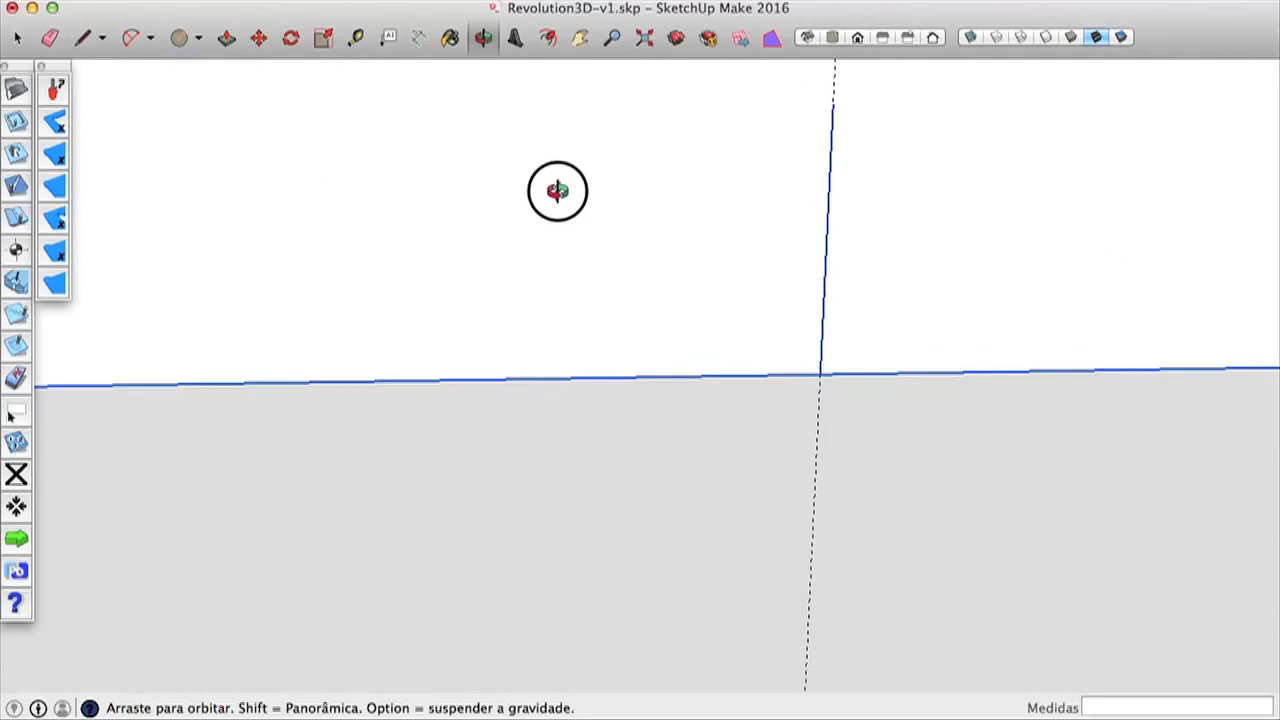 Revolution3D-v1.skp - SketchUp Make 2016
Arraste para orbitar. Shift = Panorâmica. Option = suspender a gravidade.
Medidas